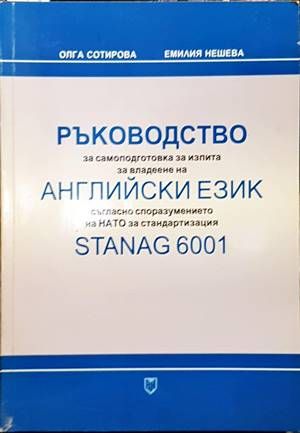 ОЛГА СОТИРОВА ЕМИЛИЯ НЕШЕВА
РЪКОВОДСТВО
за самоподготовка за изпита
за владеене на
АНГЛИЙСКИ ЕЗИК
съгласно споразумението
на НАТО за стандартизация
STANAG 6001